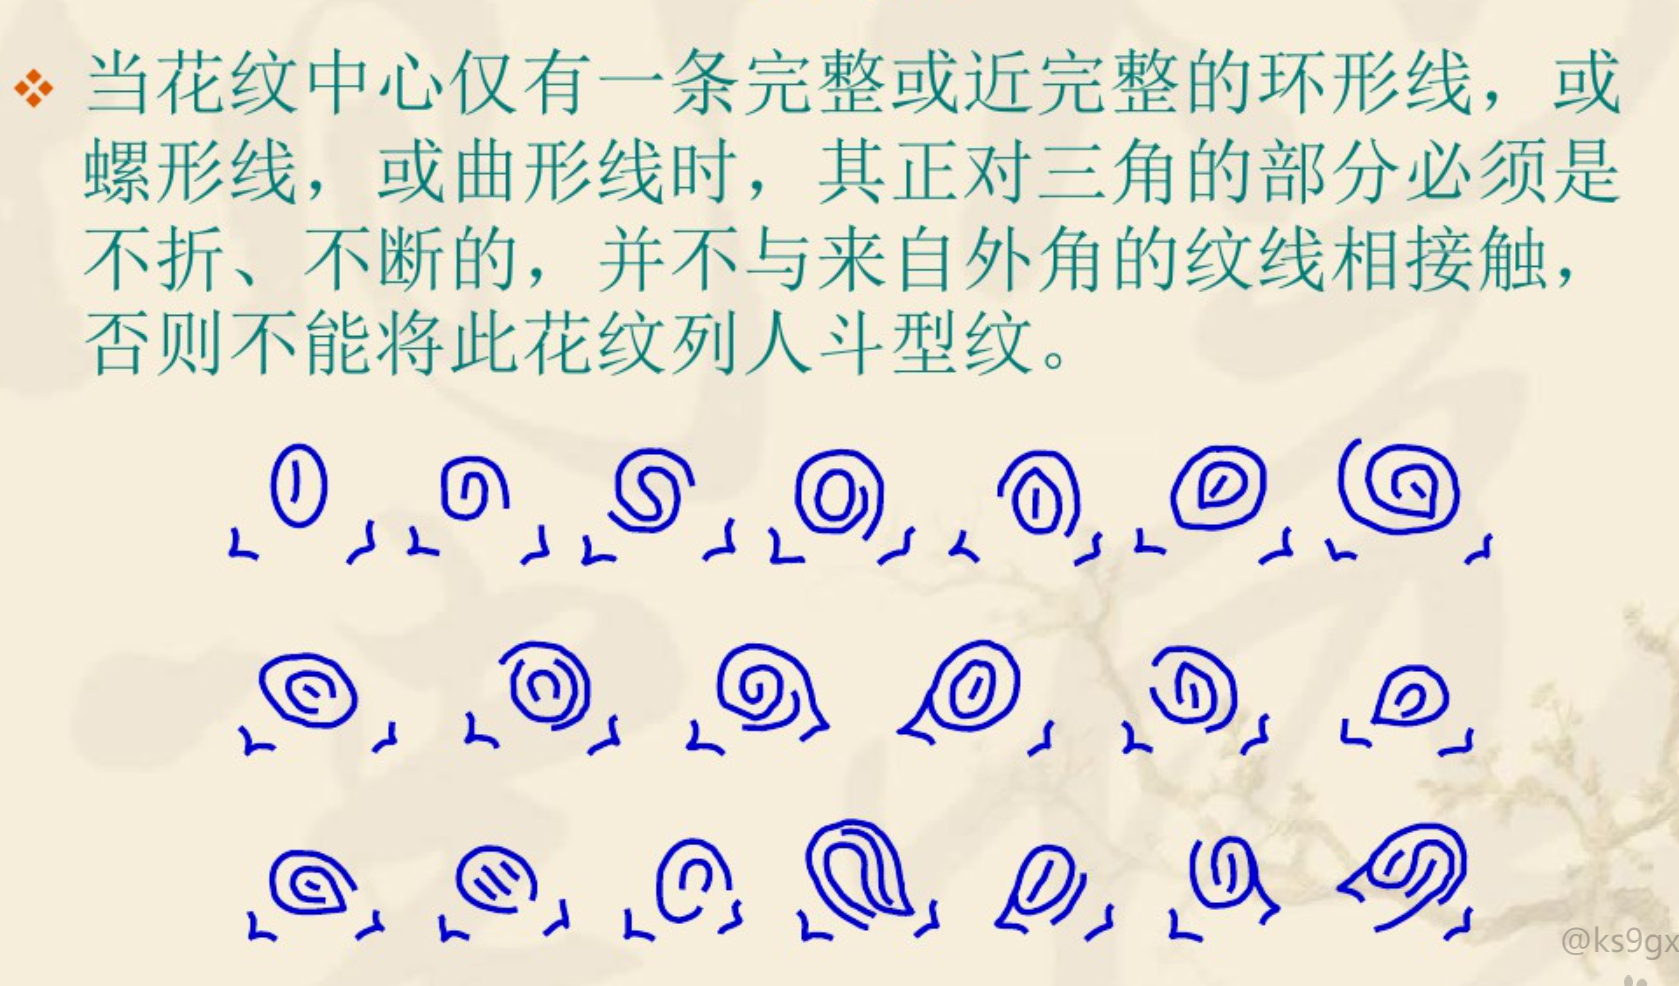 当花纹中心仅有一条完整或近完整的环形线，或
螺形线，或曲形线时，其正对三角的部分必须是
不折、不断的，并不与来自外角的纹线相接触，
否则不能将此花纹列人斗型纹。
@ks9gx